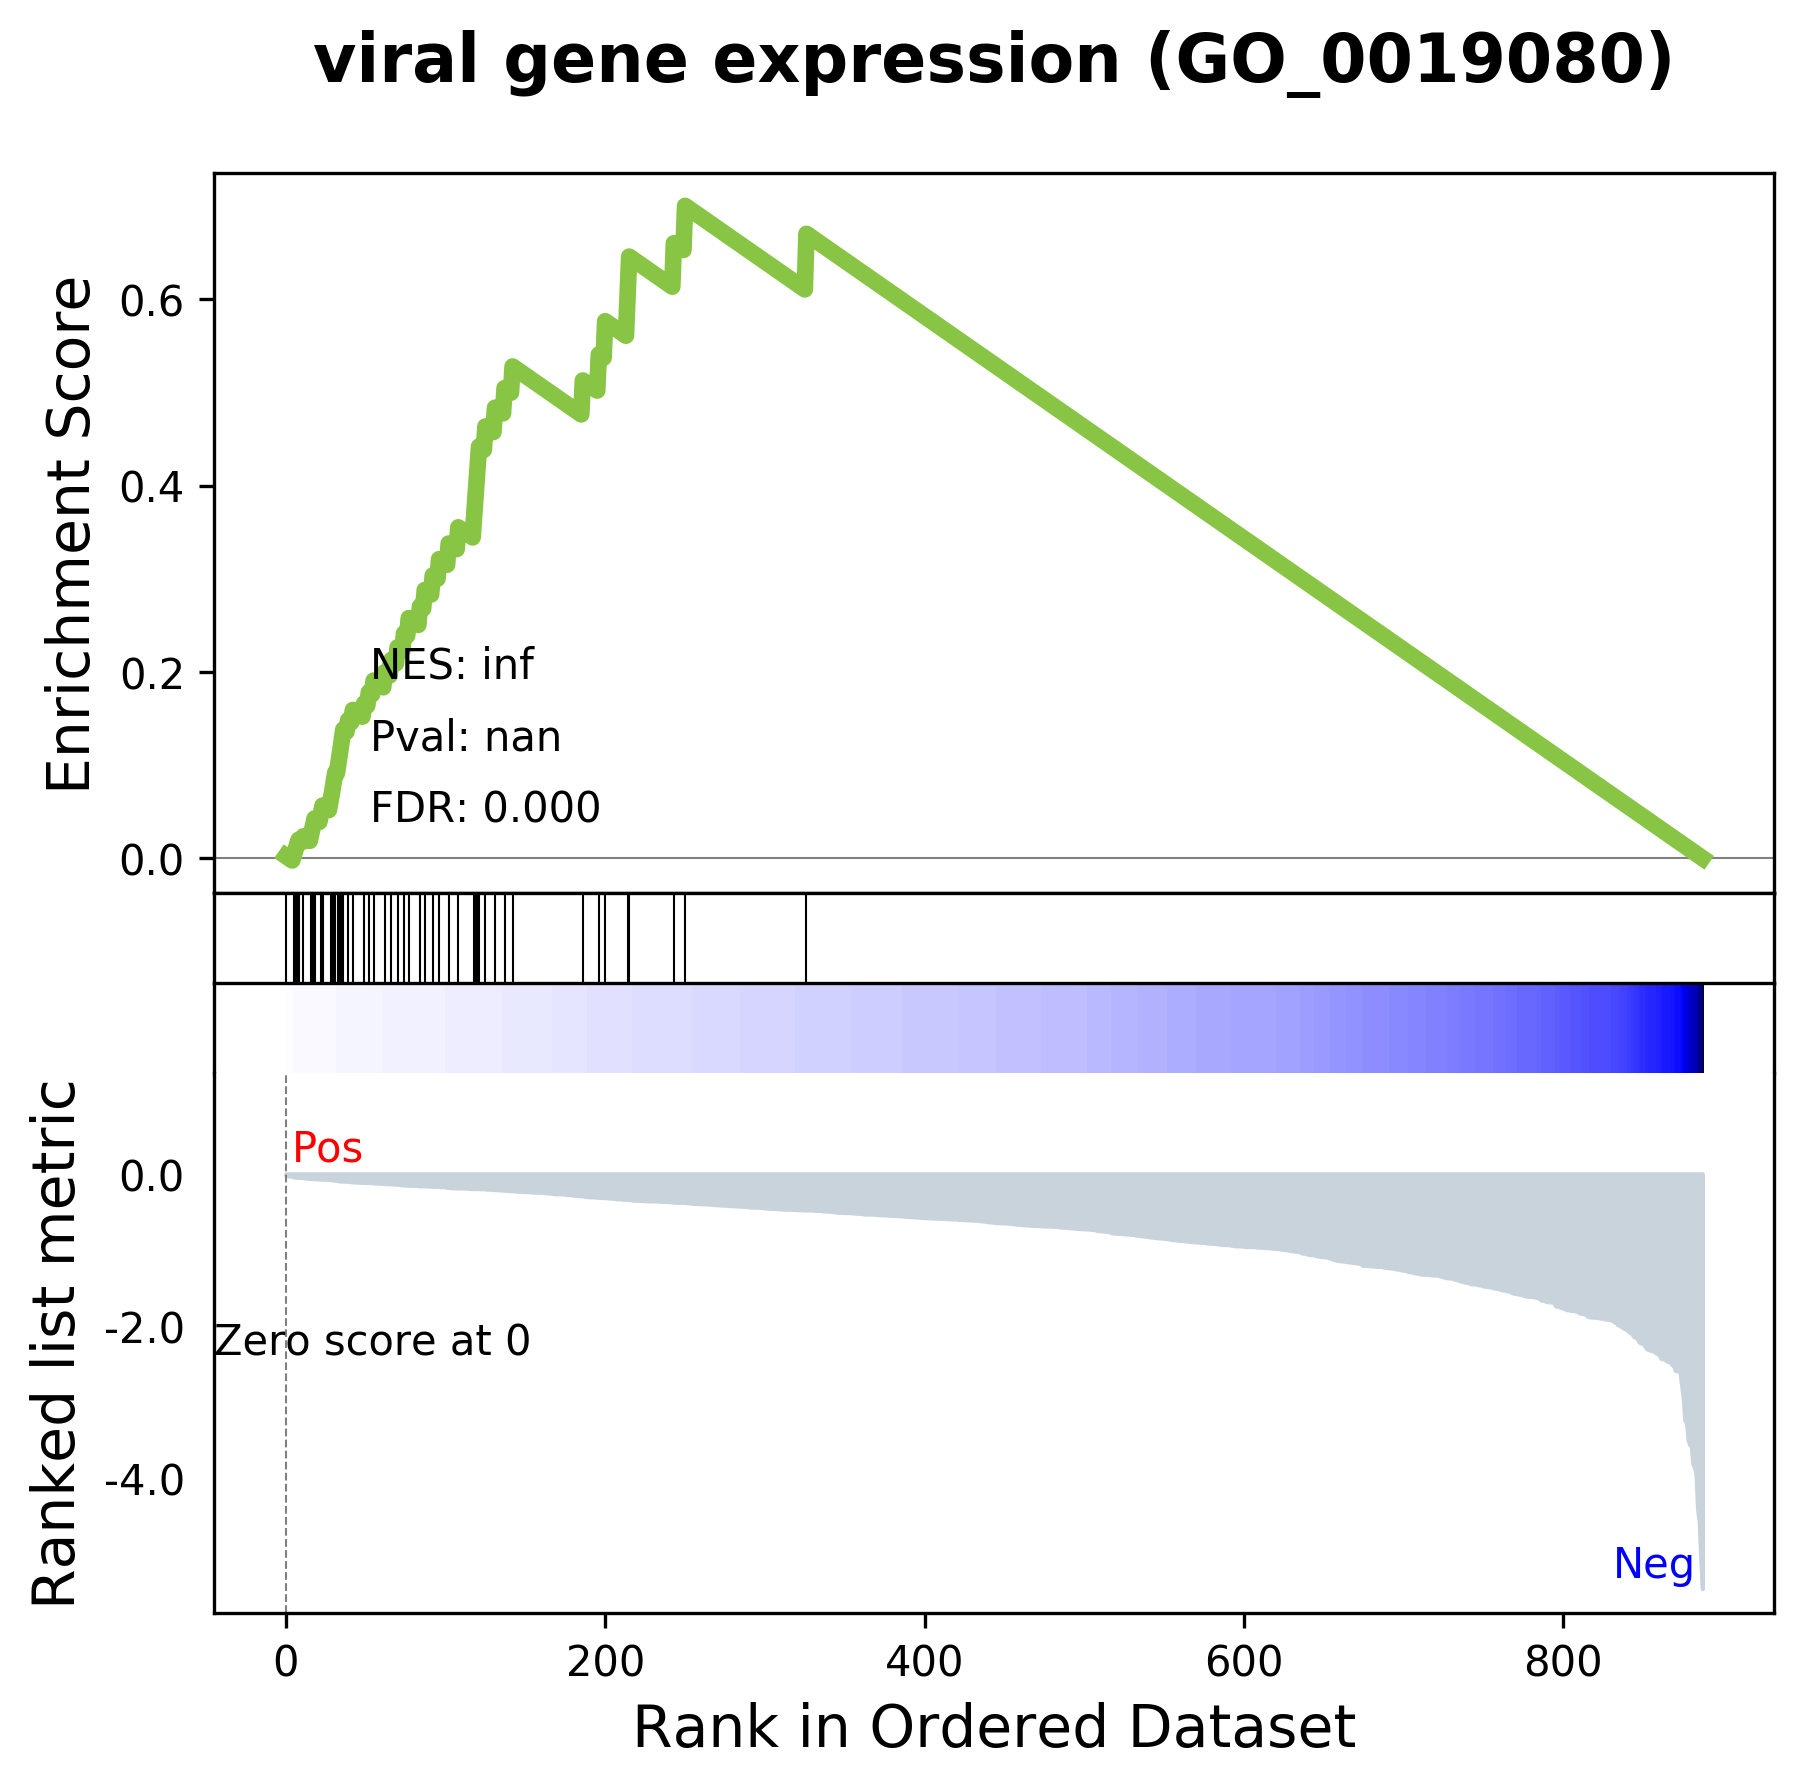 viral gene expression (GO_0019080)
Enrichment Score
0.6
0.4
0.2
0.0
NES: inf
Pval: nan
FDR: 0.000
Ranked list metric
Pos
0.0
-2.0
-4.0
Zero score at 0
Neg
0 200 400 600 800
Rank in Ordered Dataset